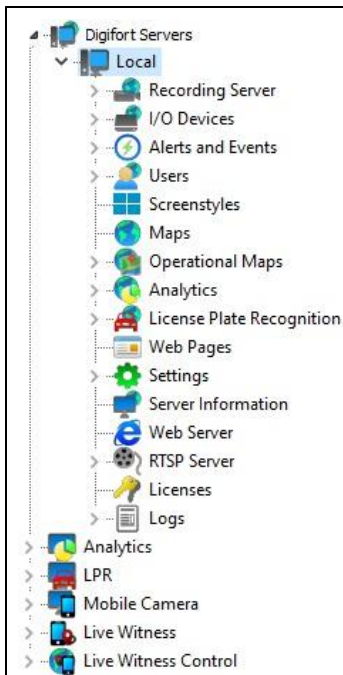 Digifort Servers
Local
Recording Server
I/O Devices
Alerts and Events
Users
Screenstyles
Maps
Operational Maps
Analytics
License Plate Recognition
Web Pages
Settings
Server Information
Web Server
RTSP Server
Licenses
Logs
Analytics
LPR
Mobile Camera
Live Witness
Live Witness Control